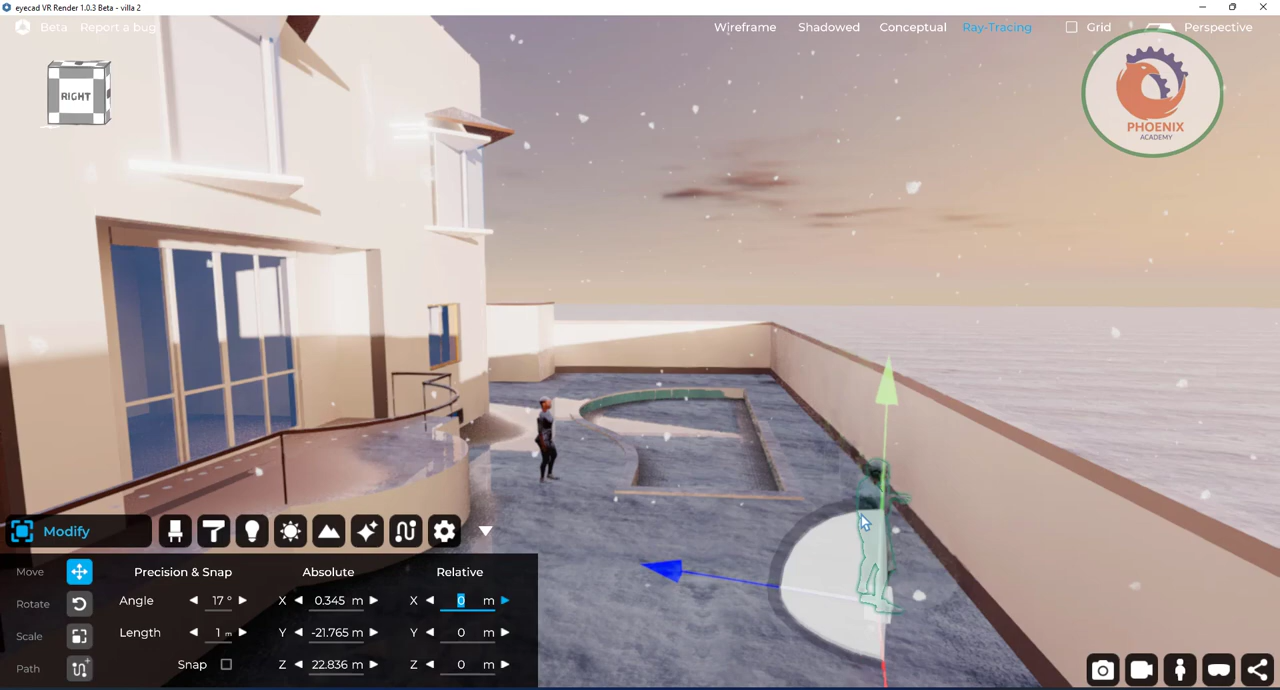 eyecad VR Render 1.0.3 Beta - villa 2
Beta Report a bug Wireframe Shadowed Conceptual Ray-Tracing Grid Perspective
RIGHT
PHOENIX
ACADEMY
Modify
Move Precision & Snap Absolute Relative
Rotate Angle 17 ° X 0.345 m X 0 m
Scale Length 1 m Y -21.765 m Y 0 m
Path Snap Z 22.836 m Z 0 m